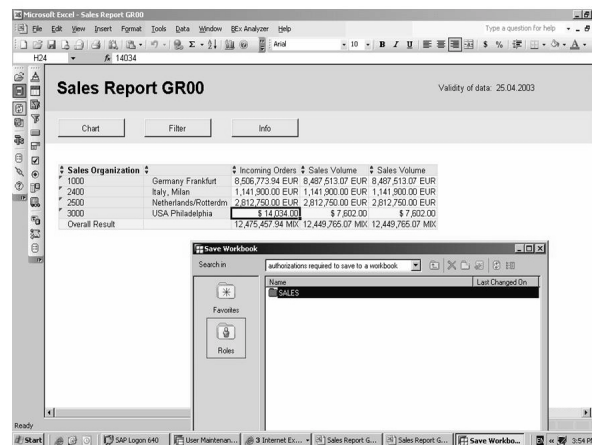 Microsoft Excel - Sales Report GR00
File Edit View Insert Format Tools Data Window BEx Analyzer Help Type a question for help
Arial 10 B I U $ %
H24 fx 14034
Sales Report GR00 Validity of data: 25.04.2003
Chart Filter Info
Sales Organization Incoming Orders Sales Volume Sales Volume
1000 Germany Frankfurt 8,506,773.94 EUR 8,487,513.07 EUR 8,487,513.07 EUR
2400 Italy, Milan 1,141,900.00 EUR 1,141,900.00 EUR 1,141,900.00 EUR
2500 Netherlands/Rotterdm 2,812,750.00 EUR 2,812,750.00 EUR 2,812,750.00 EUR
3000 USA Philadelphia $ 14,034.00 $ 7,602.00 $ 7,602.00
Overall Result 12,475,457.94 MIX 12,449,765.07 MIX 12,449,765.07 MIX
Save Workbook
Search in authorizations required to save to a workbook
Name Last Changed On
SALES
Favorites
Roles
Ready
Start SAP Logon 640 User Maintenan... 3 Internet Ex... Sales Report G... Sales Report G... Save Workbo... 3:54 PM